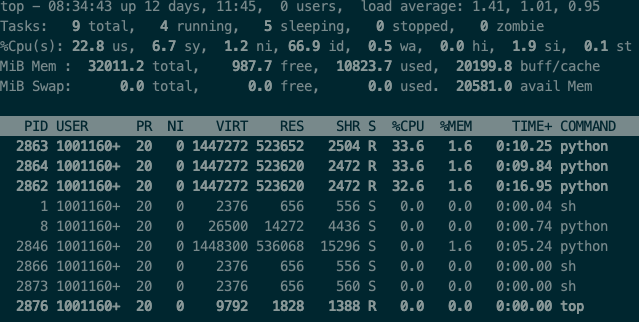 top - 08:34:43 up 12 days, 11:45,  0 users,  load average: 1.41, 1.01, 0.95
Tasks:   9 total,   4 running,   5 sleeping,   0 stopped,   0 zombie
%Cpu(s): 22.8 us,  6.7 sy,  1.2 ni, 66.9 id,  0.5 wa,  0.0 hi,  1.9 si,  0.1 st
MiB Mem :  32011.2 total,    987.7 free,  10823.7 used,  20199.8 buff/cache
MiB Swap:      0.0 total,      0.0 free,      0.0 used.  20581.0 avail Mem
PID USER      PR  NI    VIRT    RES    SHR S  %CPU  %MEM     TIME+ COMMAND
2863 1001160+  20   0 1447272 523652   2504 R  33.6   1.6   0:10.25 python
2864 1001160+  20   0 1447272 523620   2472 R  33.6   1.6   0:09.84 python
2862 1001160+  20   0 1447272 523620   2472 R  32.6   1.6   0:16.95 python
1 1001160+  20   0    2376    656    556 S   0.0   0.0   0:00.04 sh
8 1001160+  20   0   26500  14272   4436 S   0.0   0.0   0:00.74 python
2846 1001160+  20   0 1448300 536068  15296 S   0.0   1.6   0:05.24 python
2866 1001160+  20   0    2376    656    556 S   0.0   0.0   0:00.00 sh
2873 1001160+  20   0    2376    656    560 S   0.0   0.0   0:00.00 sh
2876 1001160+  20   0    9792   1828   1388 R   0.0   0.0   0:00.00 top